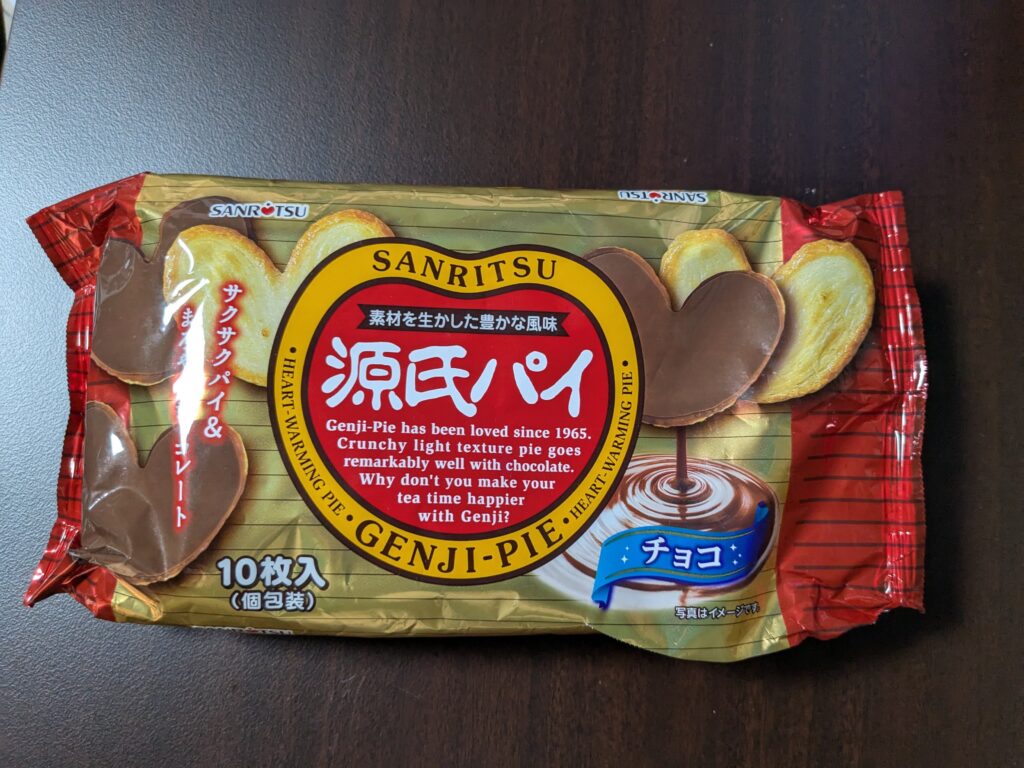 SANRITSU
SANRITSU
サクサクパイ&
ま
ョレート
SANRITSU
素材を生かした豊かな風味
源氏パイ
Genji-Pie has been loved since 1965.
Crunchy light texture pie goes
remarkably well with chocolate.
Why don't you make your
tea time happier
with Genji?
・HEART-WARMING PIE・
GENJI-PIE
・HEART-WARMING PIE・
チョコ
10枚入
(個包装)
写真はイメージです。